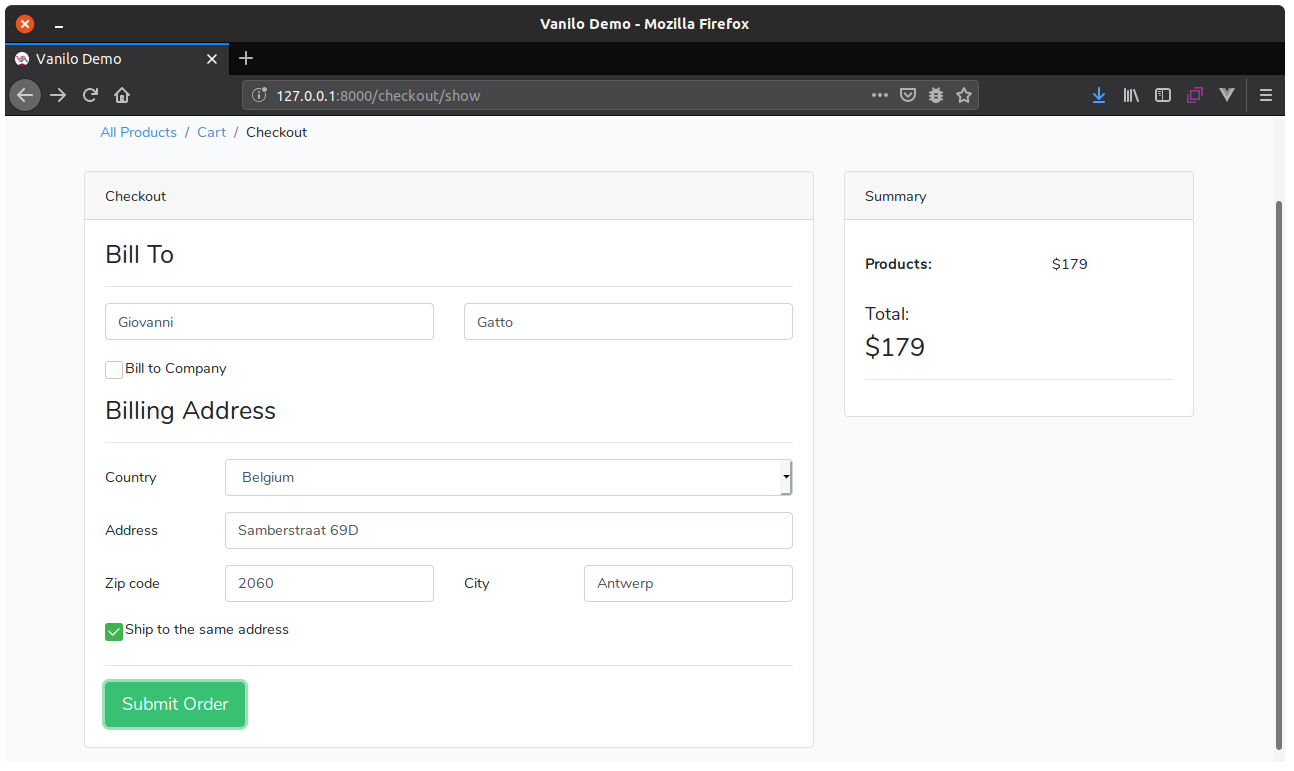 Vanilo Demo - Mozilla Firefox
Vanilo Demo
127.0.0.1:8000/checkout/show
All Products / Cart / Checkout
Checkout
Bill To
Giovanni Gatto
Bill to Company
Billing Address
Country Belgium
Address Samberstraat 69D
Zip code 2060 City Antwerp
Ship to the same address
Submit Order
Summary
Products: $179
Total:
$179